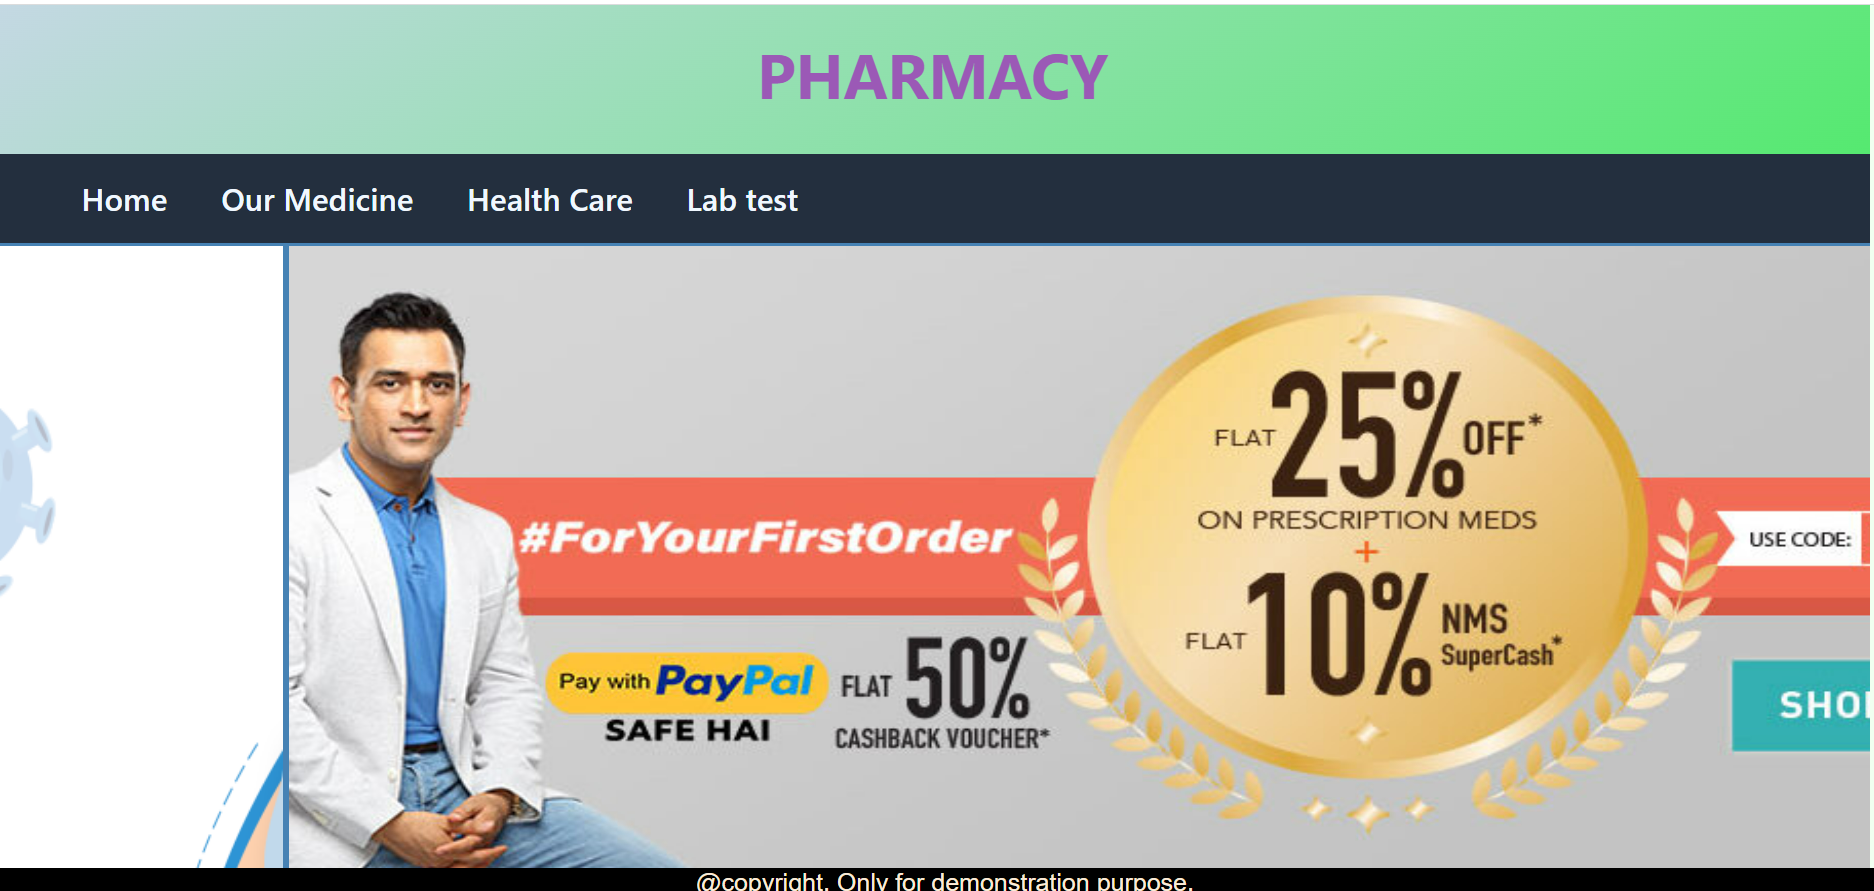 PHARMACY
Home
Our Medicine
Health Care
Lab test
#ForYourFirstOrder
Pay with PayPal
SAFE HAI
FLAT 50%
CASHBACK VOUCHER*
FLAT 25% OFF*
ON PRESCRIPTION MEDS
+
FLAT 10% NMS
SuperCash*
USE CODE:
@copyright. Only for demonstration purpose.